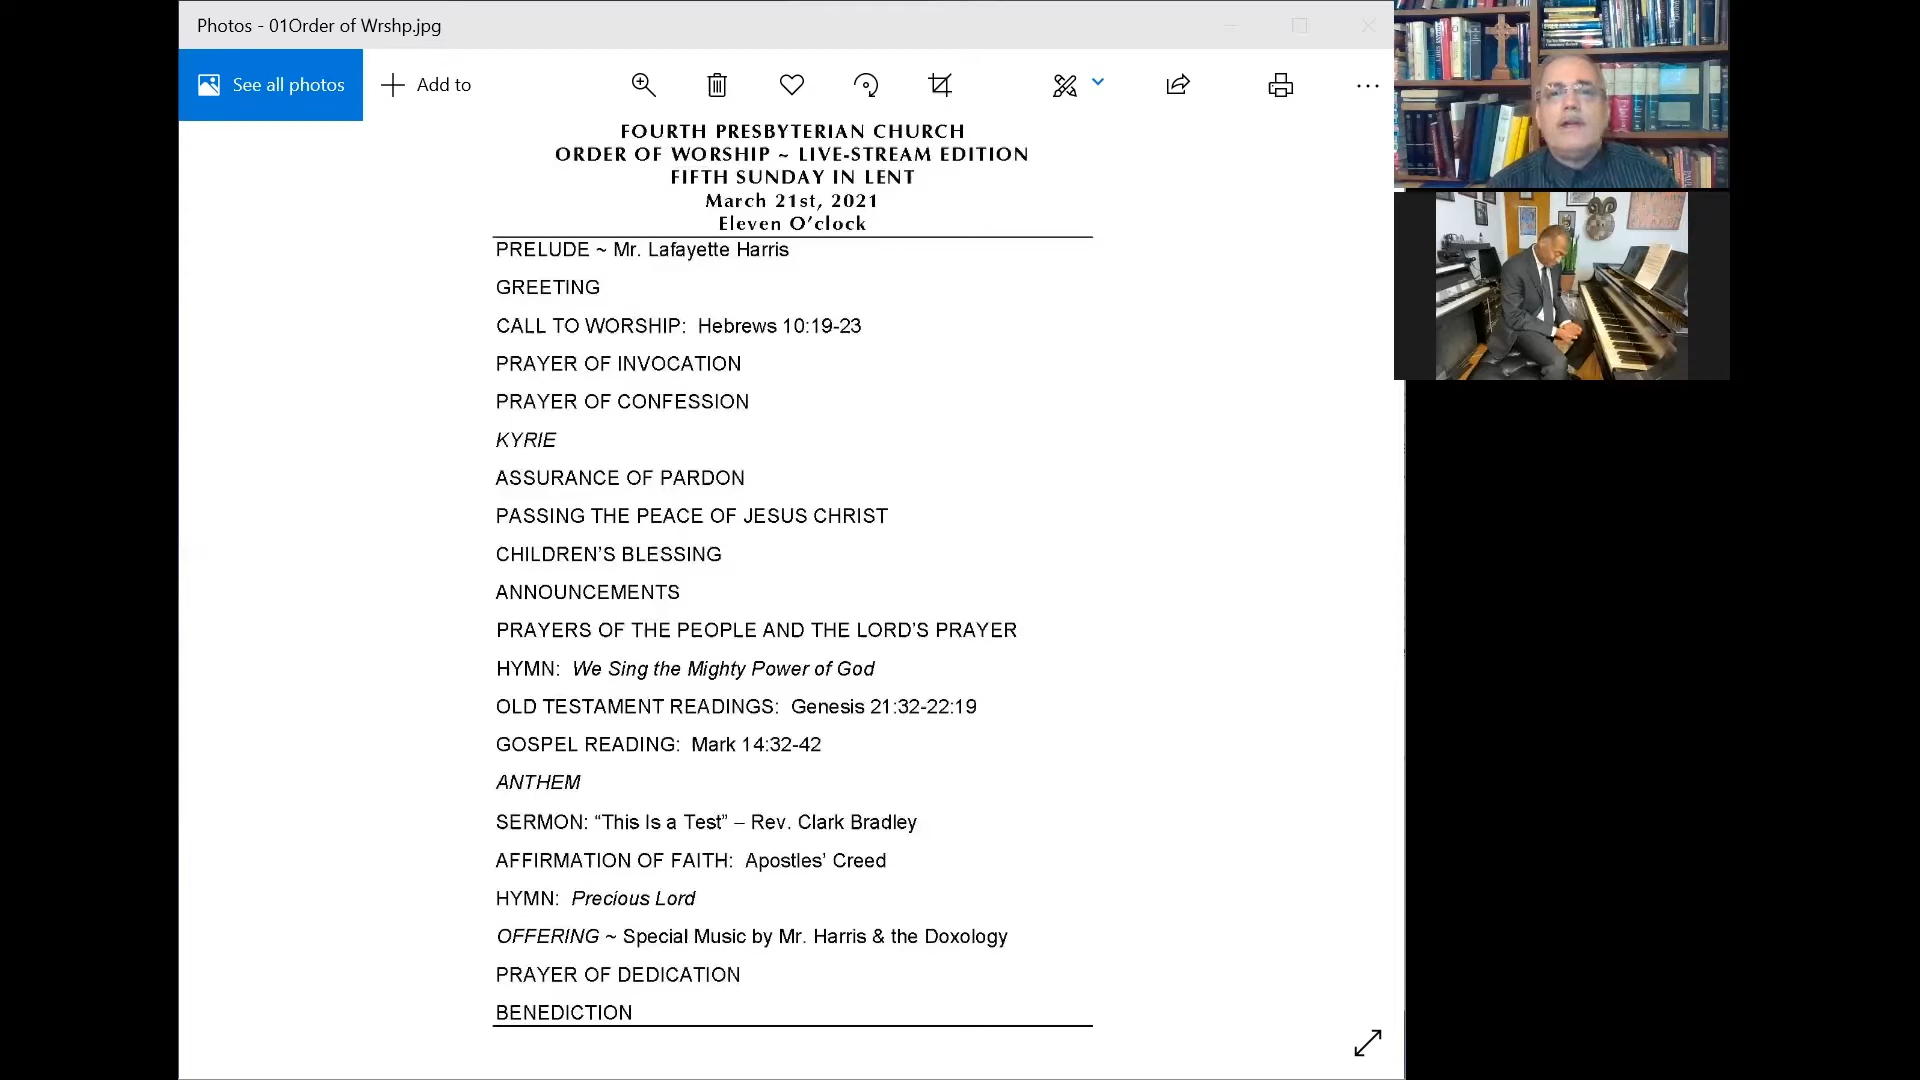 Photos - 01Order of Wrshp.jpg
See all photos
Add to
FOURTH PRESBYTERIAN CHURCH
ORDER OF WORSHIP ~ LIVE-STREAM EDITION
FIFTH SUNDAY IN LENT
March 21st, 2021
Eleven O’clock
PRELUDE ~ Mr. Lafayette Harris
GREETING
CALL TO WORSHIP: Hebrews 10:19-23
PRAYER OF INVOCATION
PRAYER OF CONFESSION
KYRIE
ASSURANCE OF PARDON
PASSING THE PEACE OF JESUS CHRIST
CHILDREN’S BLESSING
ANNOUNCEMENTS
PRAYERS OF THE PEOPLE AND THE LORD’S PRAYER
HYMN: We Sing the Mighty Power of God
OLD TESTAMENT READINGS: Genesis 21:32-22:19
GOSPEL READING: Mark 14:32-42
ANTHEM
SERMON: “This Is a Test” – Rev. Clark Bradley
AFFIRMATION OF FAITH: Apostles’ Creed
HYMN: Precious Lord
OFFERING ~ Special Music by Mr. Harris & the Doxology
PRAYER OF DEDICATION
BENEDICTION